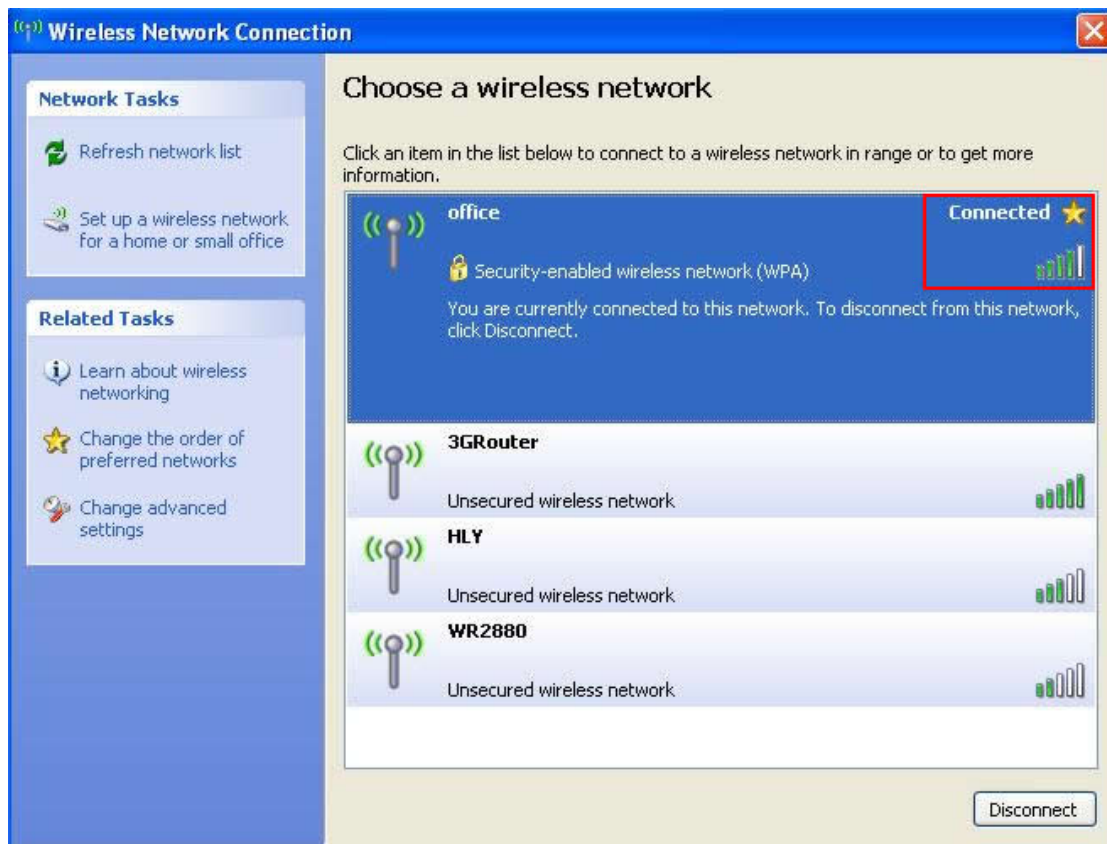 Wireless Network Connection
Network Tasks
Refresh network list
Set up a wireless network
for a home or small office
Related Tasks
Learn about wireless
networking
Change the order of
preferred networks
Change advanced
settings
Choose a wireless network
Click an item in the list below to connect to a wireless network in range or to get more
information.
office
Connected
Security-enabled wireless network (WPA)
You are currently connected to this network. To disconnect from this network,
click Disconnect.
3GRouter
Unsecured wireless network
HLY
Unsecured wireless network
WR2880
Unsecured wireless network
Disconnect